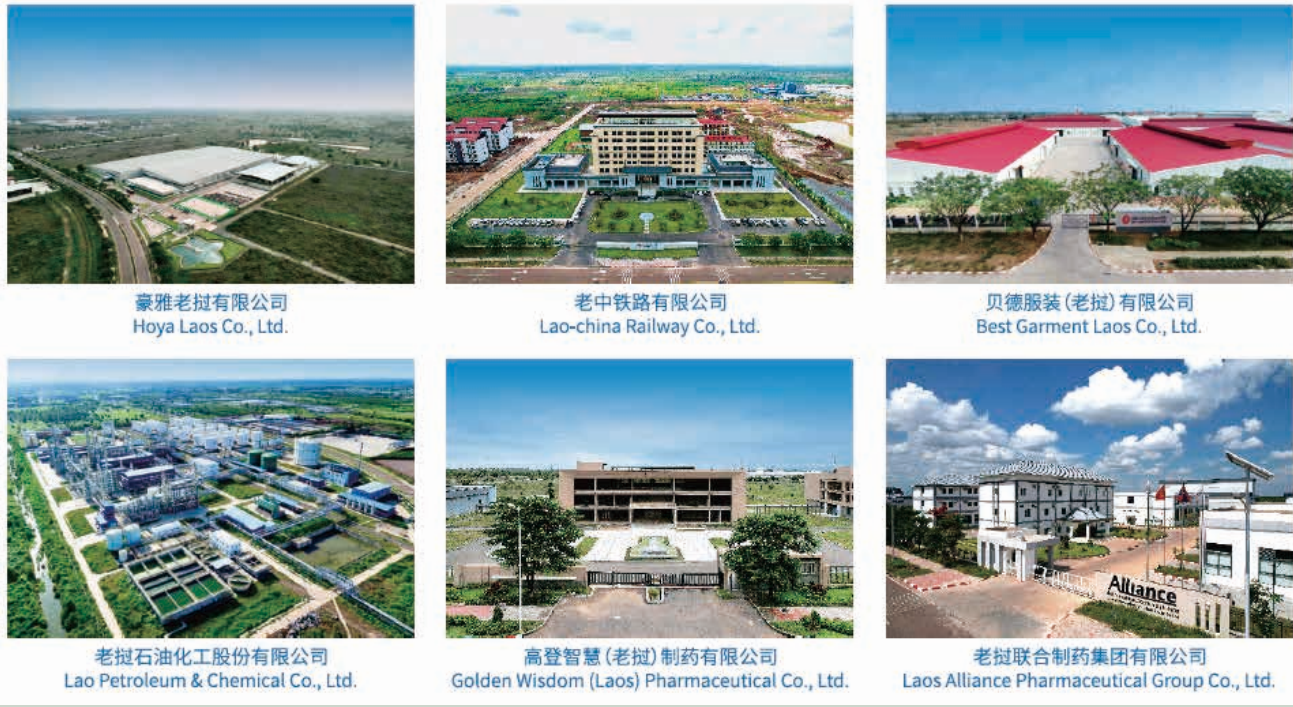 豪雅老挝有限公司
Hoya Laos Co., Ltd.
老中铁路有限公司
Lao-china Railway Co., Ltd.
贝德服装(老挝)有限公司
Best Garment Laos Co., Ltd.
老挝石油化工股份有限公司
Lao Petroleum & Chemical Co., Ltd.
高登智慧(老挝)制药有限公司
Golden Wisdom (Laos) Pharmaceutical Co., Ltd.
Alliance
老挝联合制药集团有限公司
Laos Alliance Pharmaceutical Group Co., Ltd.